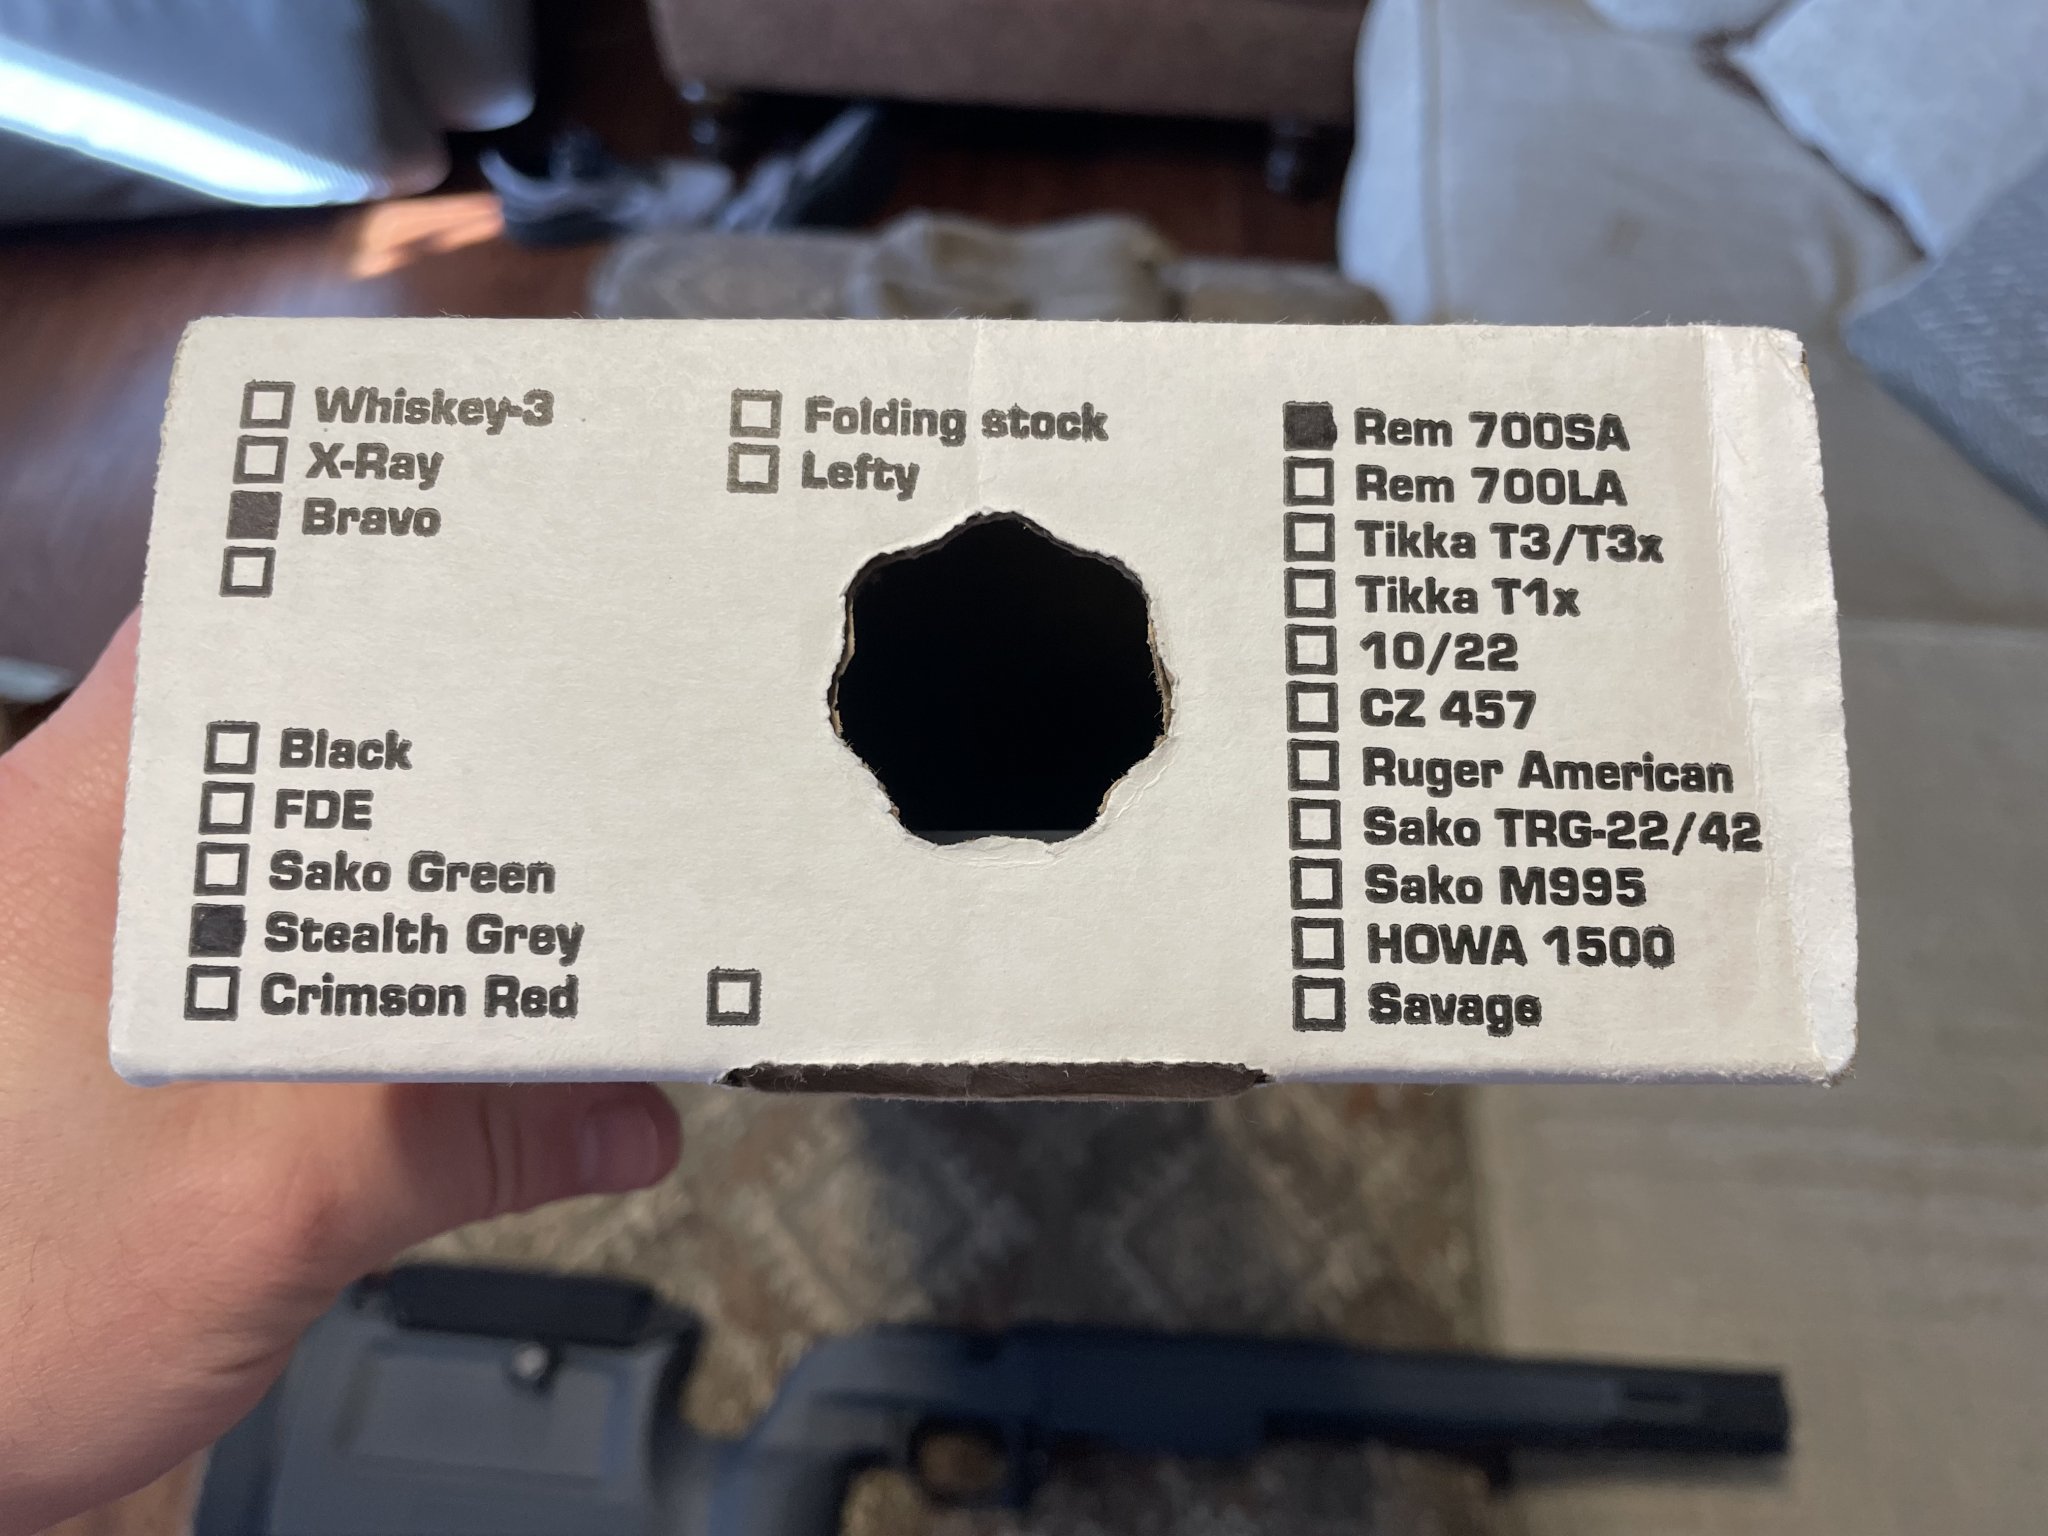 Whiskey-3
X-Ray
Bravo
Black
FDE
Sako Green
Stealth Grey
Crimson Red
Folding stock
Lefty
Rem 700SA
Rem 700LA
Tikka T3/T3x
Tikka T1x
10/22
CZ 457
Ruger American
Sako TRG-22/42
Sako M995
HOWA 1500
Savage